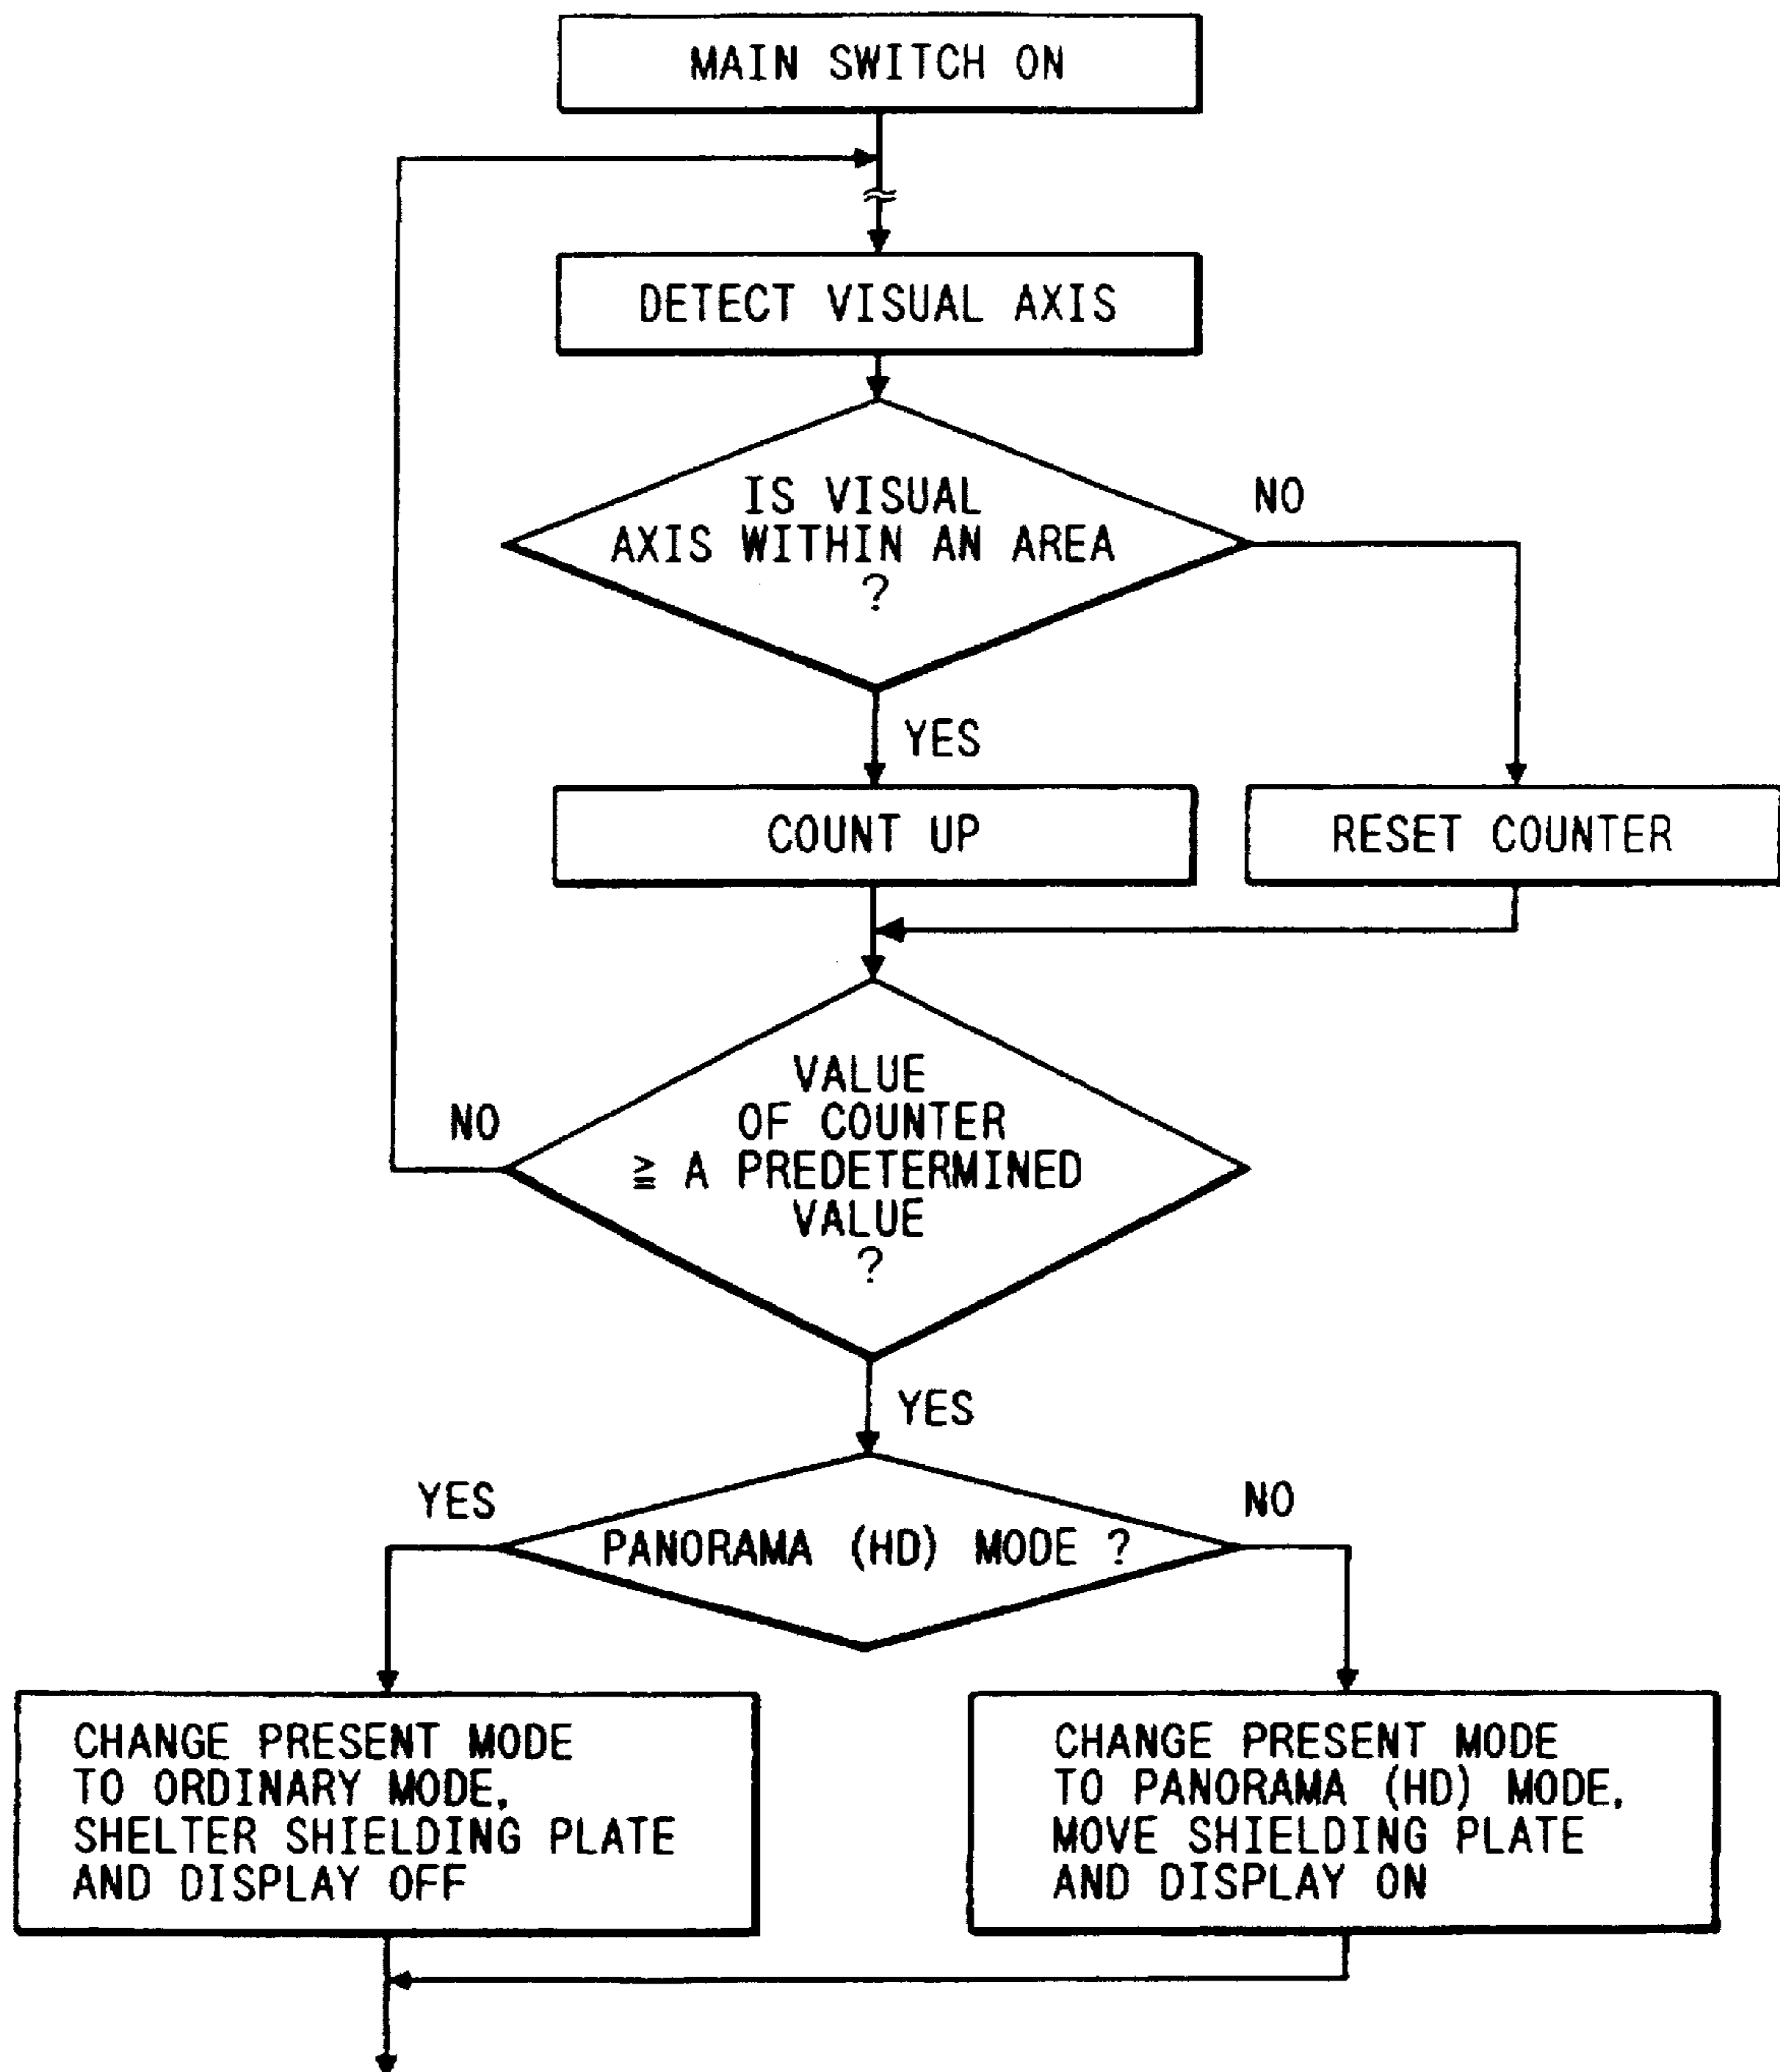 MAIN SWITCH ON
DETECT VISUAL AXIS
IS VISUAL
AXIS WITHIN AN AREA
?
NO
YES
COUNT UP
RESET COUNTER
VALUE
OF COUNTER
≧ A PREDETERMINED
VALUE
?
NO
YES
PANORAMA (HD) MODE ?
YES
NO
CHANGE PRESENT MODE
TO ORDINARY MODE,
SHELTER SHIELDING PLATE
AND DISPLAY OFF
CHANGE PRESENT MODE
TO PANORAMA (HD) MODE,
MOVE SHIELDING PLATE
AND DISPLAY ON